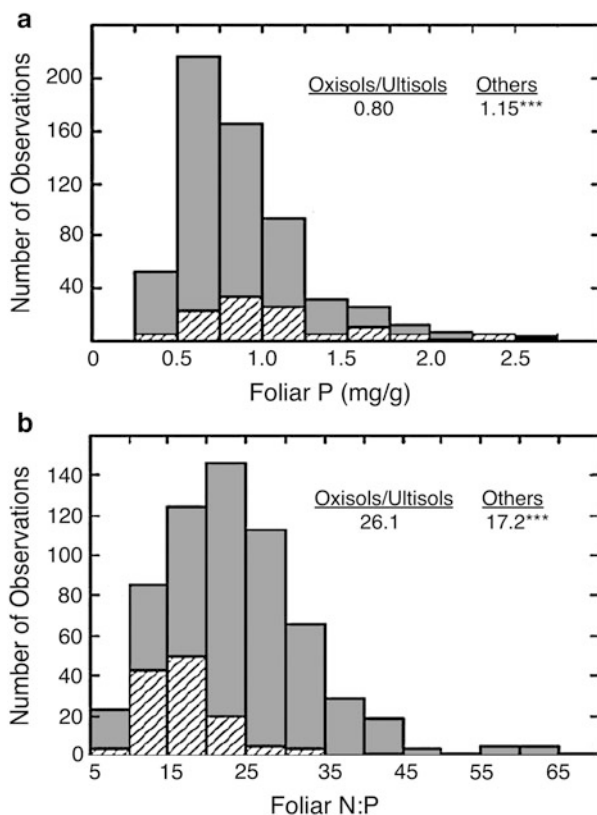 a
Number of Observations
200
160
120
80
40
Oxisols/Ultisols Others
0.80 1.15***
0 0.5 1.0 1.5 2.0 2.5
Foliar P (mg/g)
b
Number of Observations
140
120
100
80
60
40
20
0
Oxisols/Ultisols Others
26.1 17.2***
5 15 25 35 45 55 65
Foliar N:P